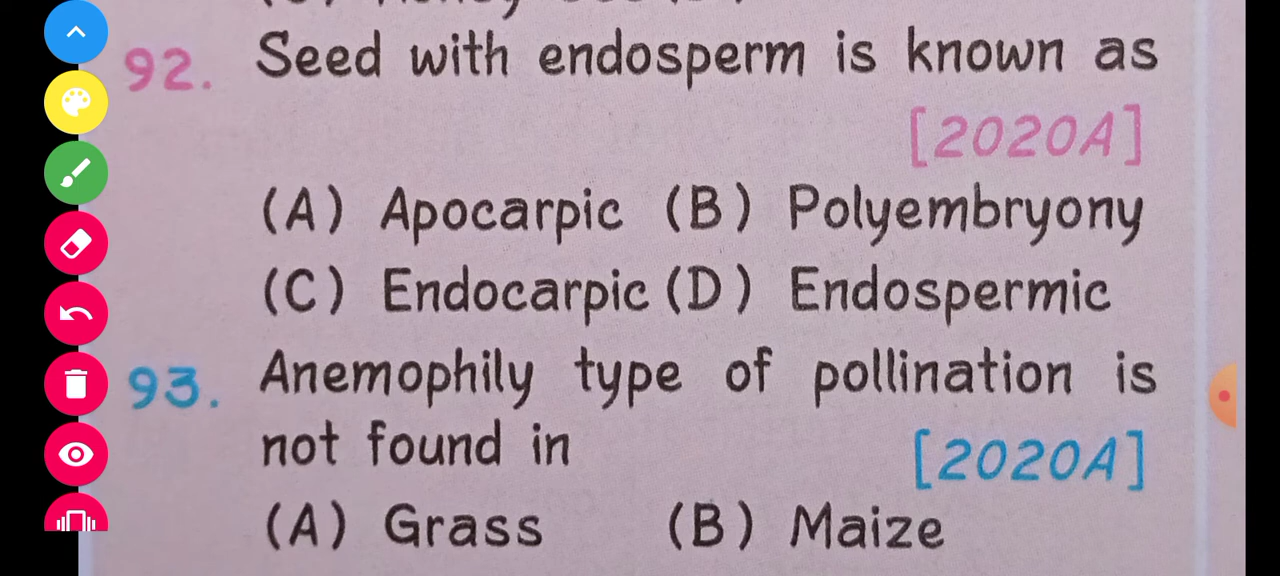 92. Seed with endosperm is known as
[2020A]
(A) Apocarpic (B) Polyembryony
(C) Endocarpic (D) Endospermic
93. Anemophily type of pollination is
not found in [2020A]
(A) Grass (B) Maize